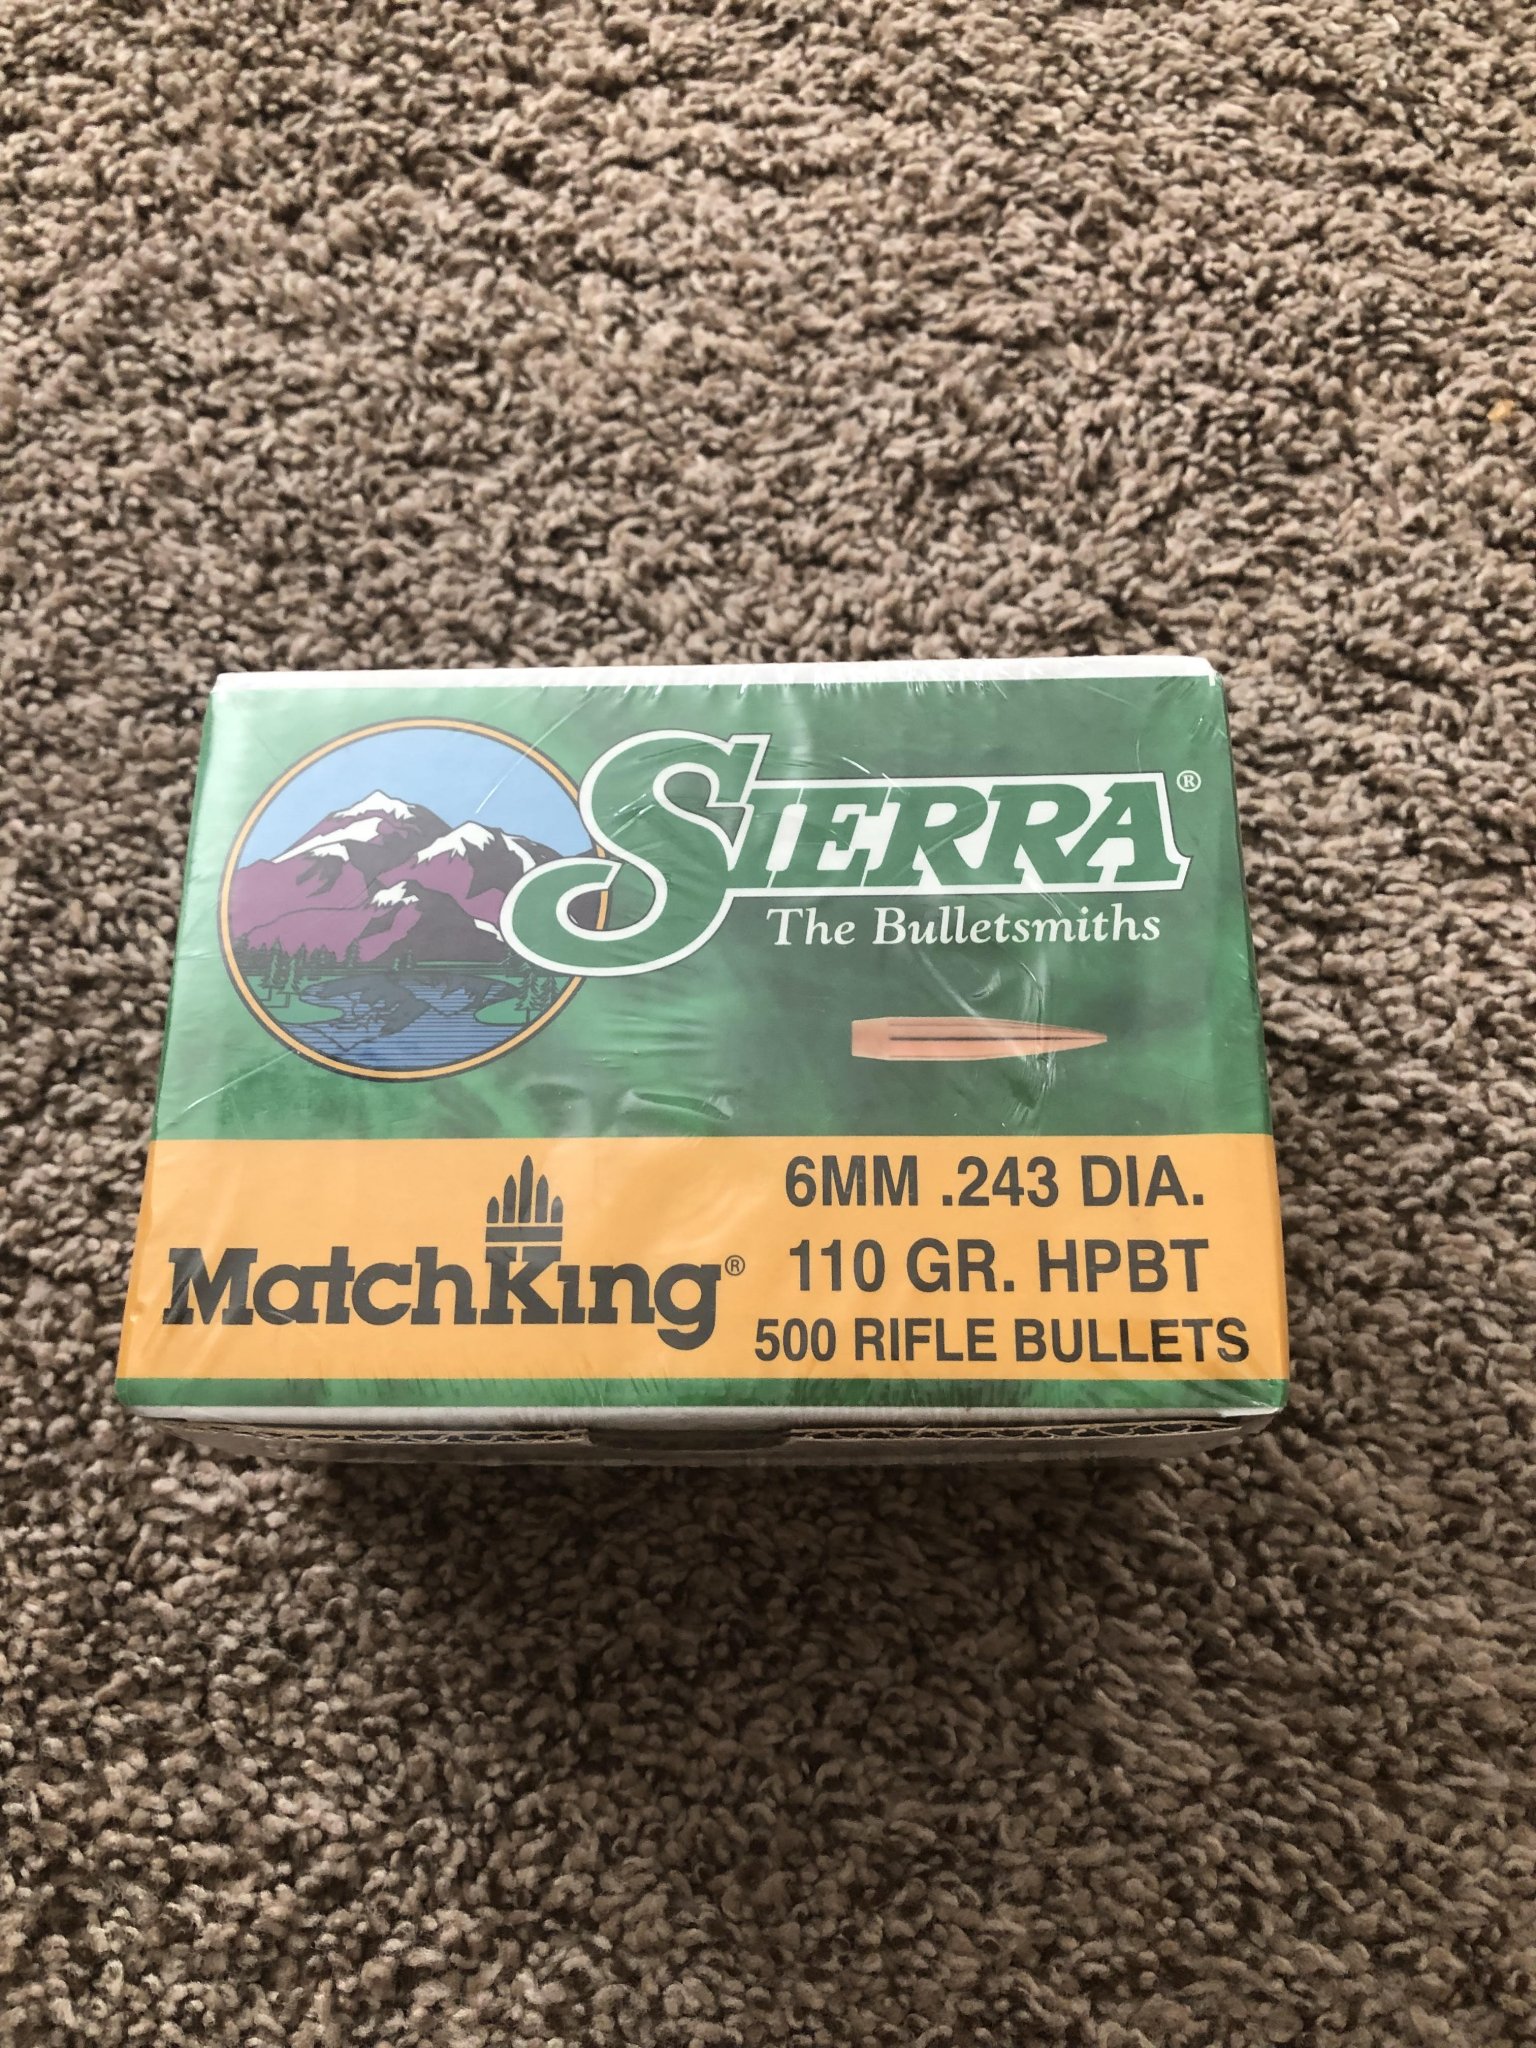 SIERRA®
The Bulletsmiths
MatchKing®
6MM .243 DIA.
110 GR. HPBT
500 RIFLE BULLETS